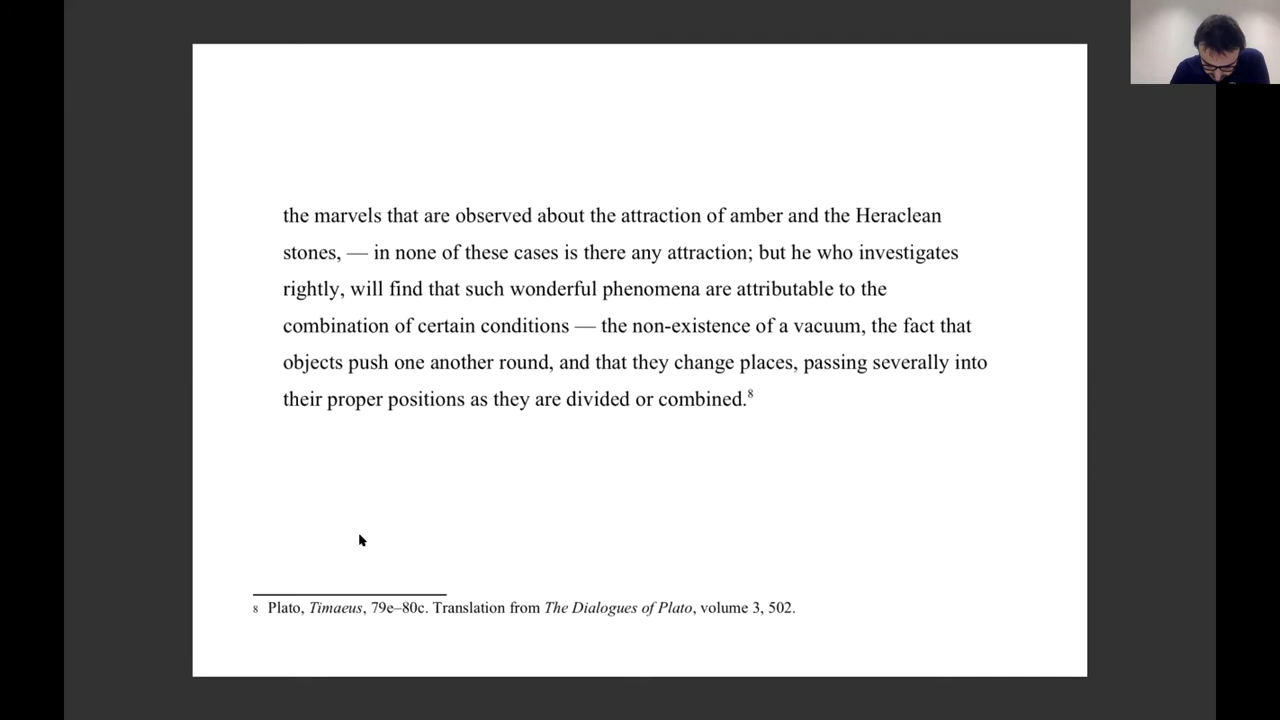 the marvels that are observed about the attraction of amber and the Heraclean
stones, — in none of these cases is there any attraction; but he who investigates
rightly, will find that such wonderful phenomena are attributable to the
combination of certain conditions — the non-existence of a vacuum, the fact that
objects push one another round, and that they change places, passing severally into
their proper positions as they are divided or combined.8
8 Plato, Timaeus, 79e–80c. Translation from The Dialogues of Plato, volume 3, 502.